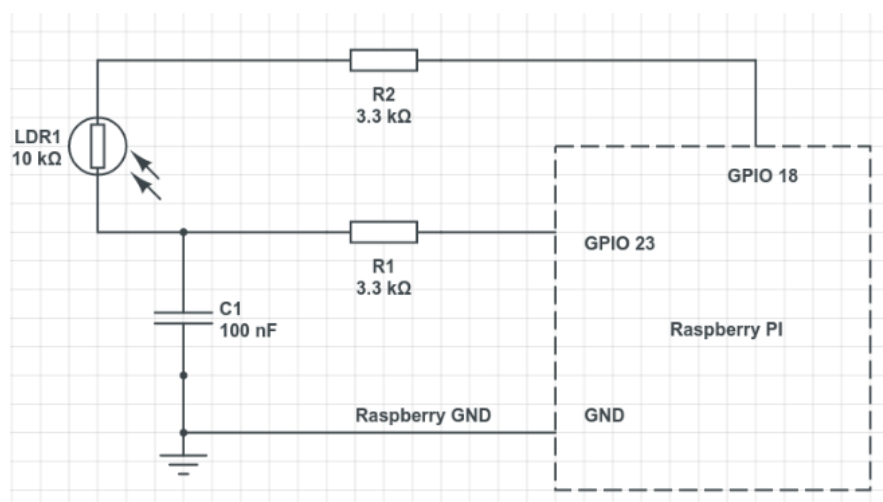 R2
3.3 kΩ
LDR1
10 kΩ
GPIO 18
GPIO 23
R1
3.3 kΩ
C1
100 nF
Raspberry PI
Raspberry GND
GND